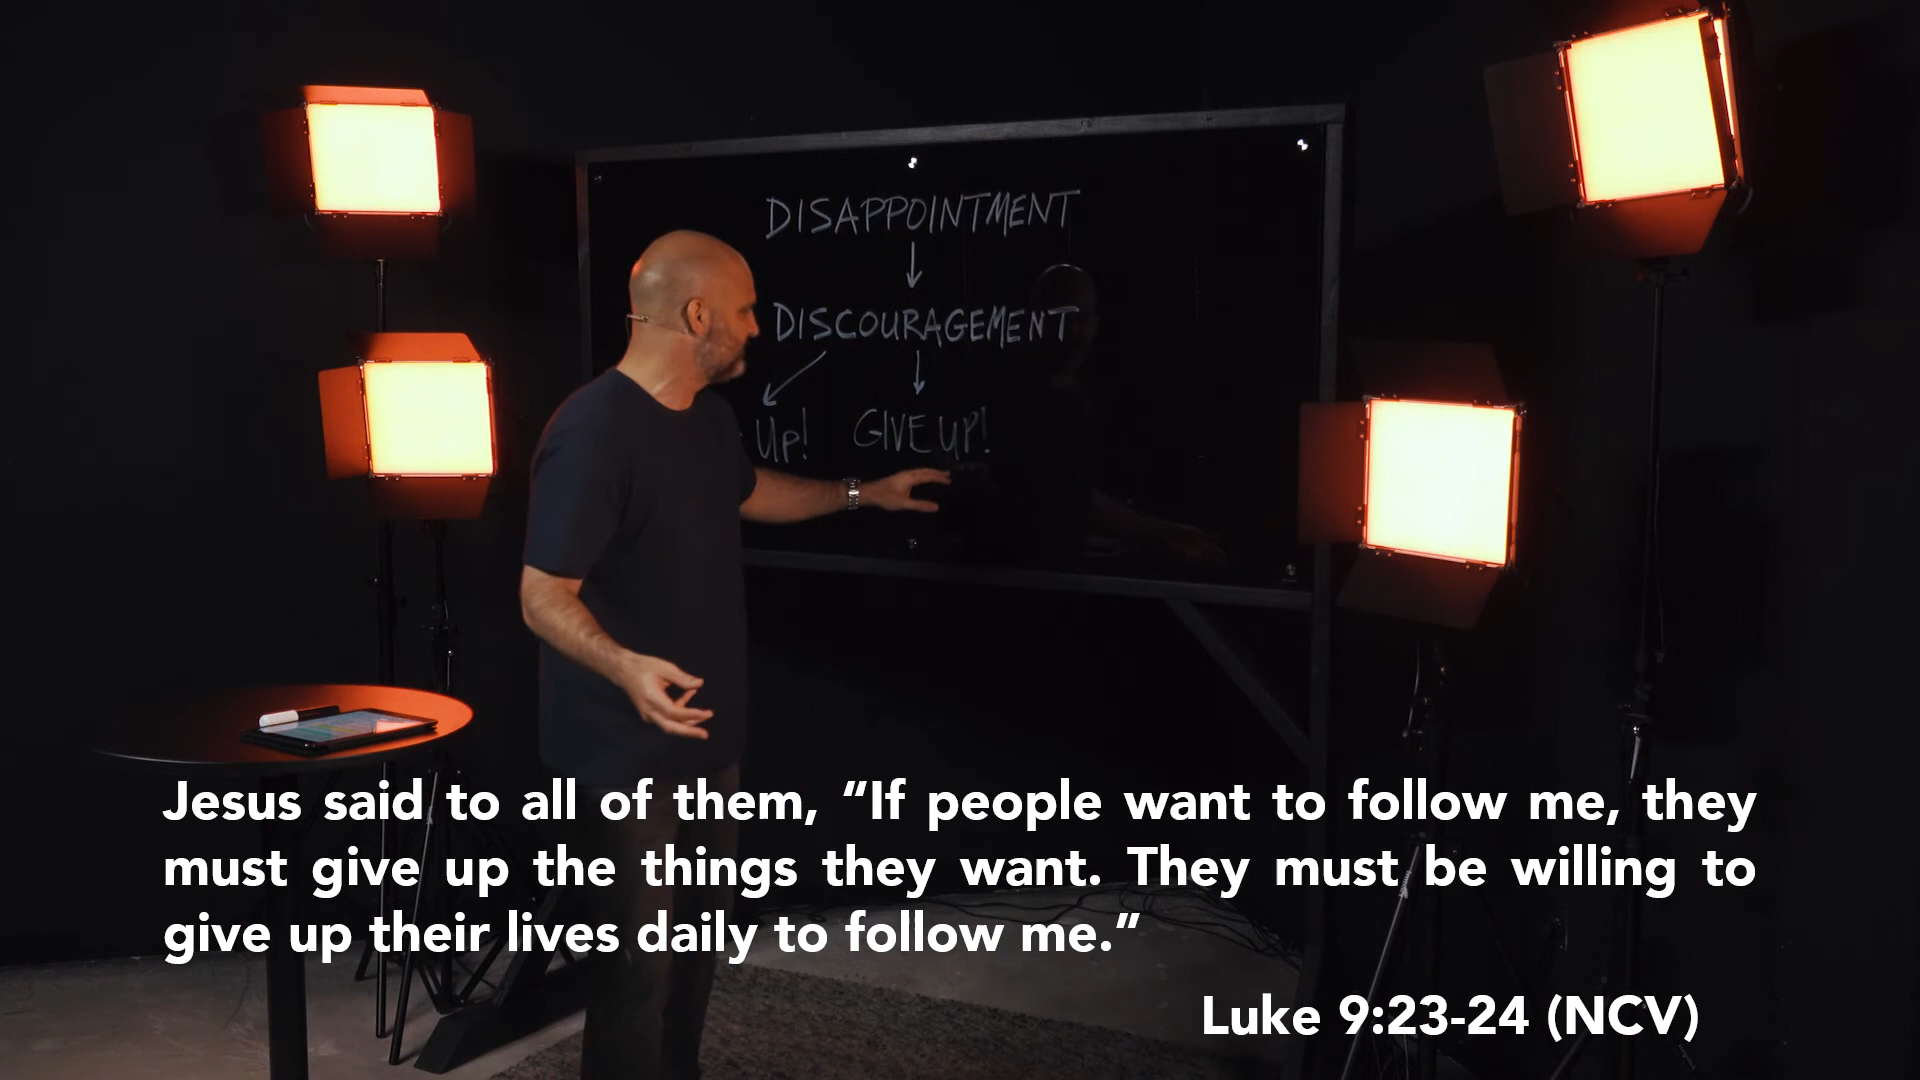 DISAPPOINTMENT
DISCOURAGEMENT
UP! GIVE UP!
Jesus said to all of them, “If people want to follow me, they
must give up the things they want. They must be willing to
give up their lives daily to follow me.”
Luke 9:23-24 (NCV)